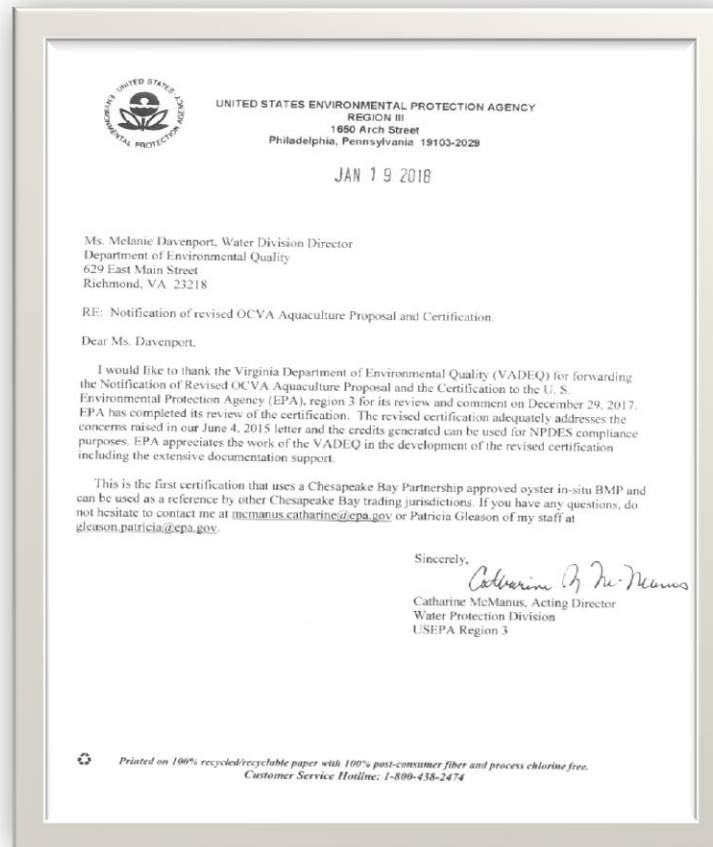 UNITED STATES
ENVIRONMENTAL PROTECTION AGENCY
UNITED STATES ENVIRONMENTAL PROTECTION AGENCY
REGION III
1650 Arch Street
Philadelphia, Pennsylvania 19103-2029
JAN 19 2018
Ms. Melanie Davenport, Water Division Director
Department of Environmental Quality
629 East Main Street
Richmond, VA 23218
RE: Notification of revised OCVA Aquaculture Proposal and Certification.
Dear Ms. Davenport.
I would like to thank the Virginia Department of Environmental Quality (VADEQ) for forwarding
the Notification of Revised OCVA Aquaculture Proposal and the Certification to the U. S.
Environmental Protection Agency (EPA), region 3 for its review and comment on December 29, 2017.
EPA has completed its review of the certification. The revised certification adequately addresses the
concerns raised in our June 4, 2015 letter and the credits generated can be used for NPDES compliance
purposes. EPA appreciates the work of the VADEQ in the development of the revised certification
including the extensive documentation support.
This is the first certification that uses a Chesapeake Bay Partnership approved oyster in-situ BMP and
can be used as a reference by other Chesapeake Bay trading jurisdictions. If you have any questions, do
not hesitate to contact me at mcmanus.catharine@epa.gov or Patricia Gleason of my staff at
gleason.patricia@epa.gov.
Sincerely,
Catharine McManus
Catharine McManus, Acting Director
Water Protection Division
USEPA Region 3
Printed on 100% recycled/recyclable paper with 100% post-consumer fiber and process chlorine free.
Customer Service Hotline: 1-800-438-2474